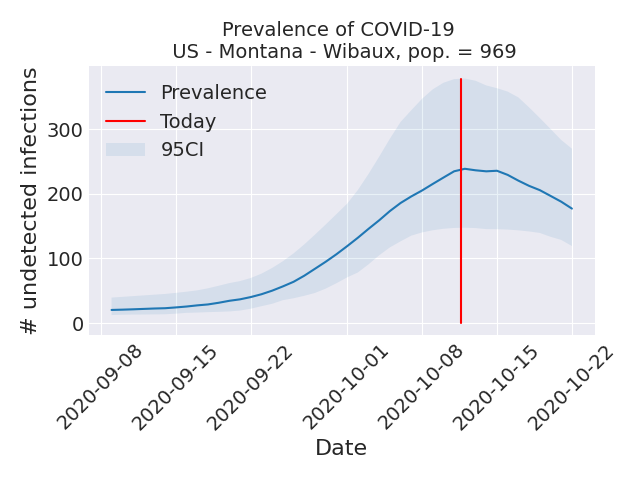 Prevalence of COVID-19
US - Montana - Wibaux, pop. = 969
Prevalence
Today
95CI
# undetected infections
300
200
100
0
2020-09-08
2020-09-15
2020-09-22
2020-10-01
2020-10-08
2020-10-15
2020-10-22
Date